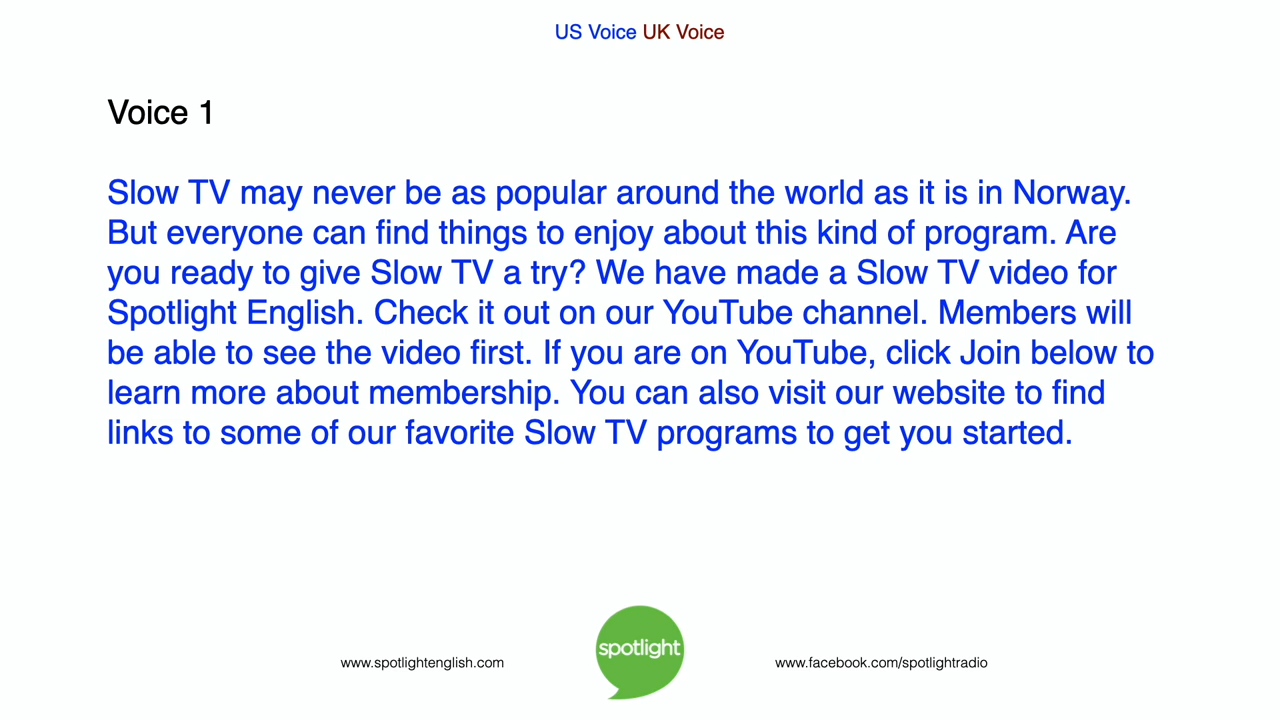 US Voice UK Voice
Voice 1
Slow TV may never be as popular around the world as it is in Norway.
But everyone can find things to enjoy about this kind of program. Are
you ready to give Slow TV a try? We have made a Slow TV video for
Spotlight English. Check it out on our YouTube channel. Members will
be able to see the video first. If you are on YouTube, click Join below to
learn more about membership. You can also visit our website to find
links to some of our favorite Slow TV programs to get you started.
www.spotlightenglish.com
spotlight
www.facebook.com/spotlightradio